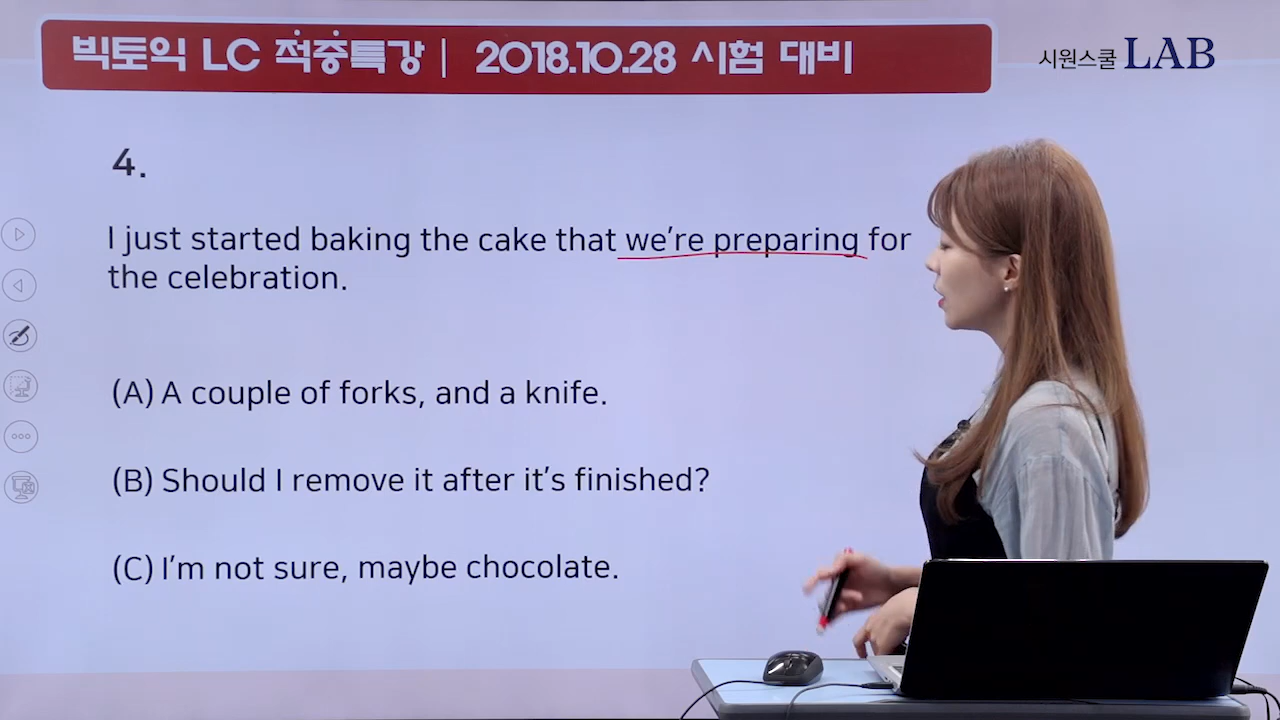 빅토익 LC 적중특강 | 2018.10.28 시험 대비
시원스쿨 LAB
4.
I just started baking the cake that we're preparing for
the celebration.
(A) A couple of forks, and a knife.
(B) Should I remove it after it's finished?
(C) I'm not sure, maybe chocolate.